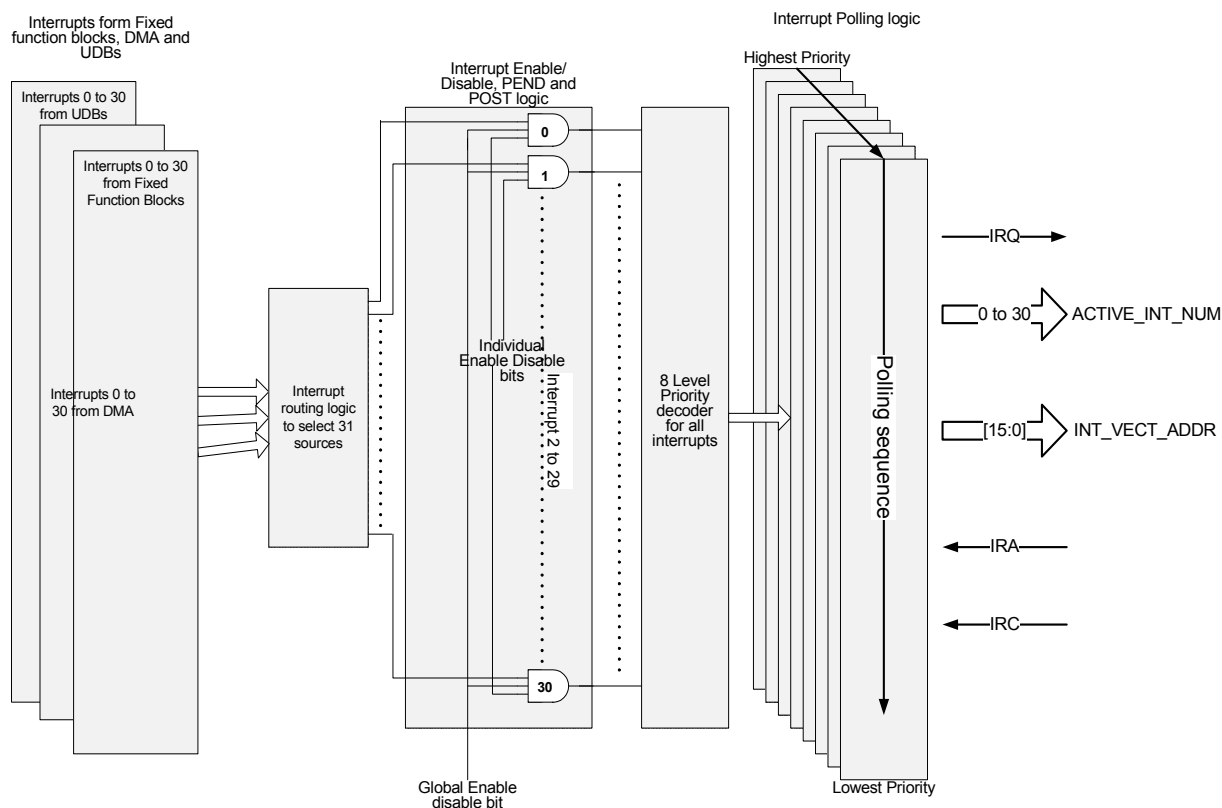 Interrupts form Fixed
function blocks, DMA and
UDBs
Interrupts 0 to 30
from UDBs
Interrupts 0 to 30
from Fixed
Function Blocks
Interrupts 0 to
30 from DMA
Interrupt
routing logic
to select 31
sources
Interrupt Enable/
Disable, PEND and
POST logic
0
1
Individual
Enable Disable
bits
Interrupt 2 to 29
30
Global Enable
disable bit
8 Level
Priority
decoder
for all
interrupts
Interrupt Polling logic
Highest Priority
Polling sequence
Lowest Priority
IRQ
0 to 30
ACTIVE_INT_NUM
[15:0]
INT_VECT_ADDR
IRA
IRC